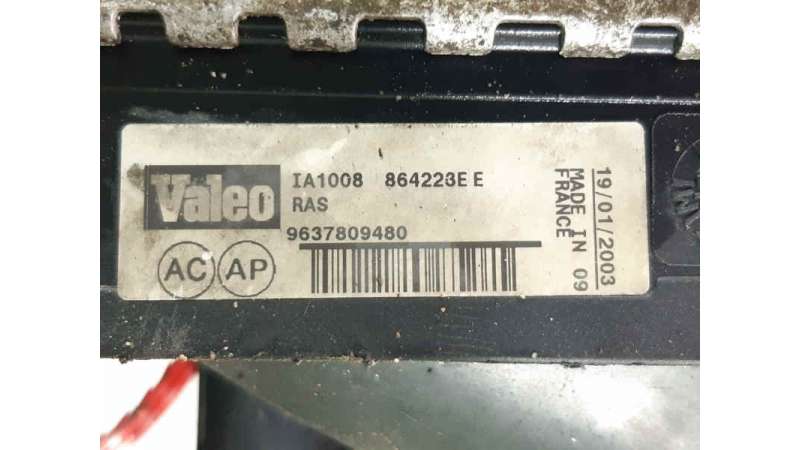 Valeo
IA1008 864223E E
RAS
9637809480
AC AP
19/01/2003
MADE IN 09
FRANCE